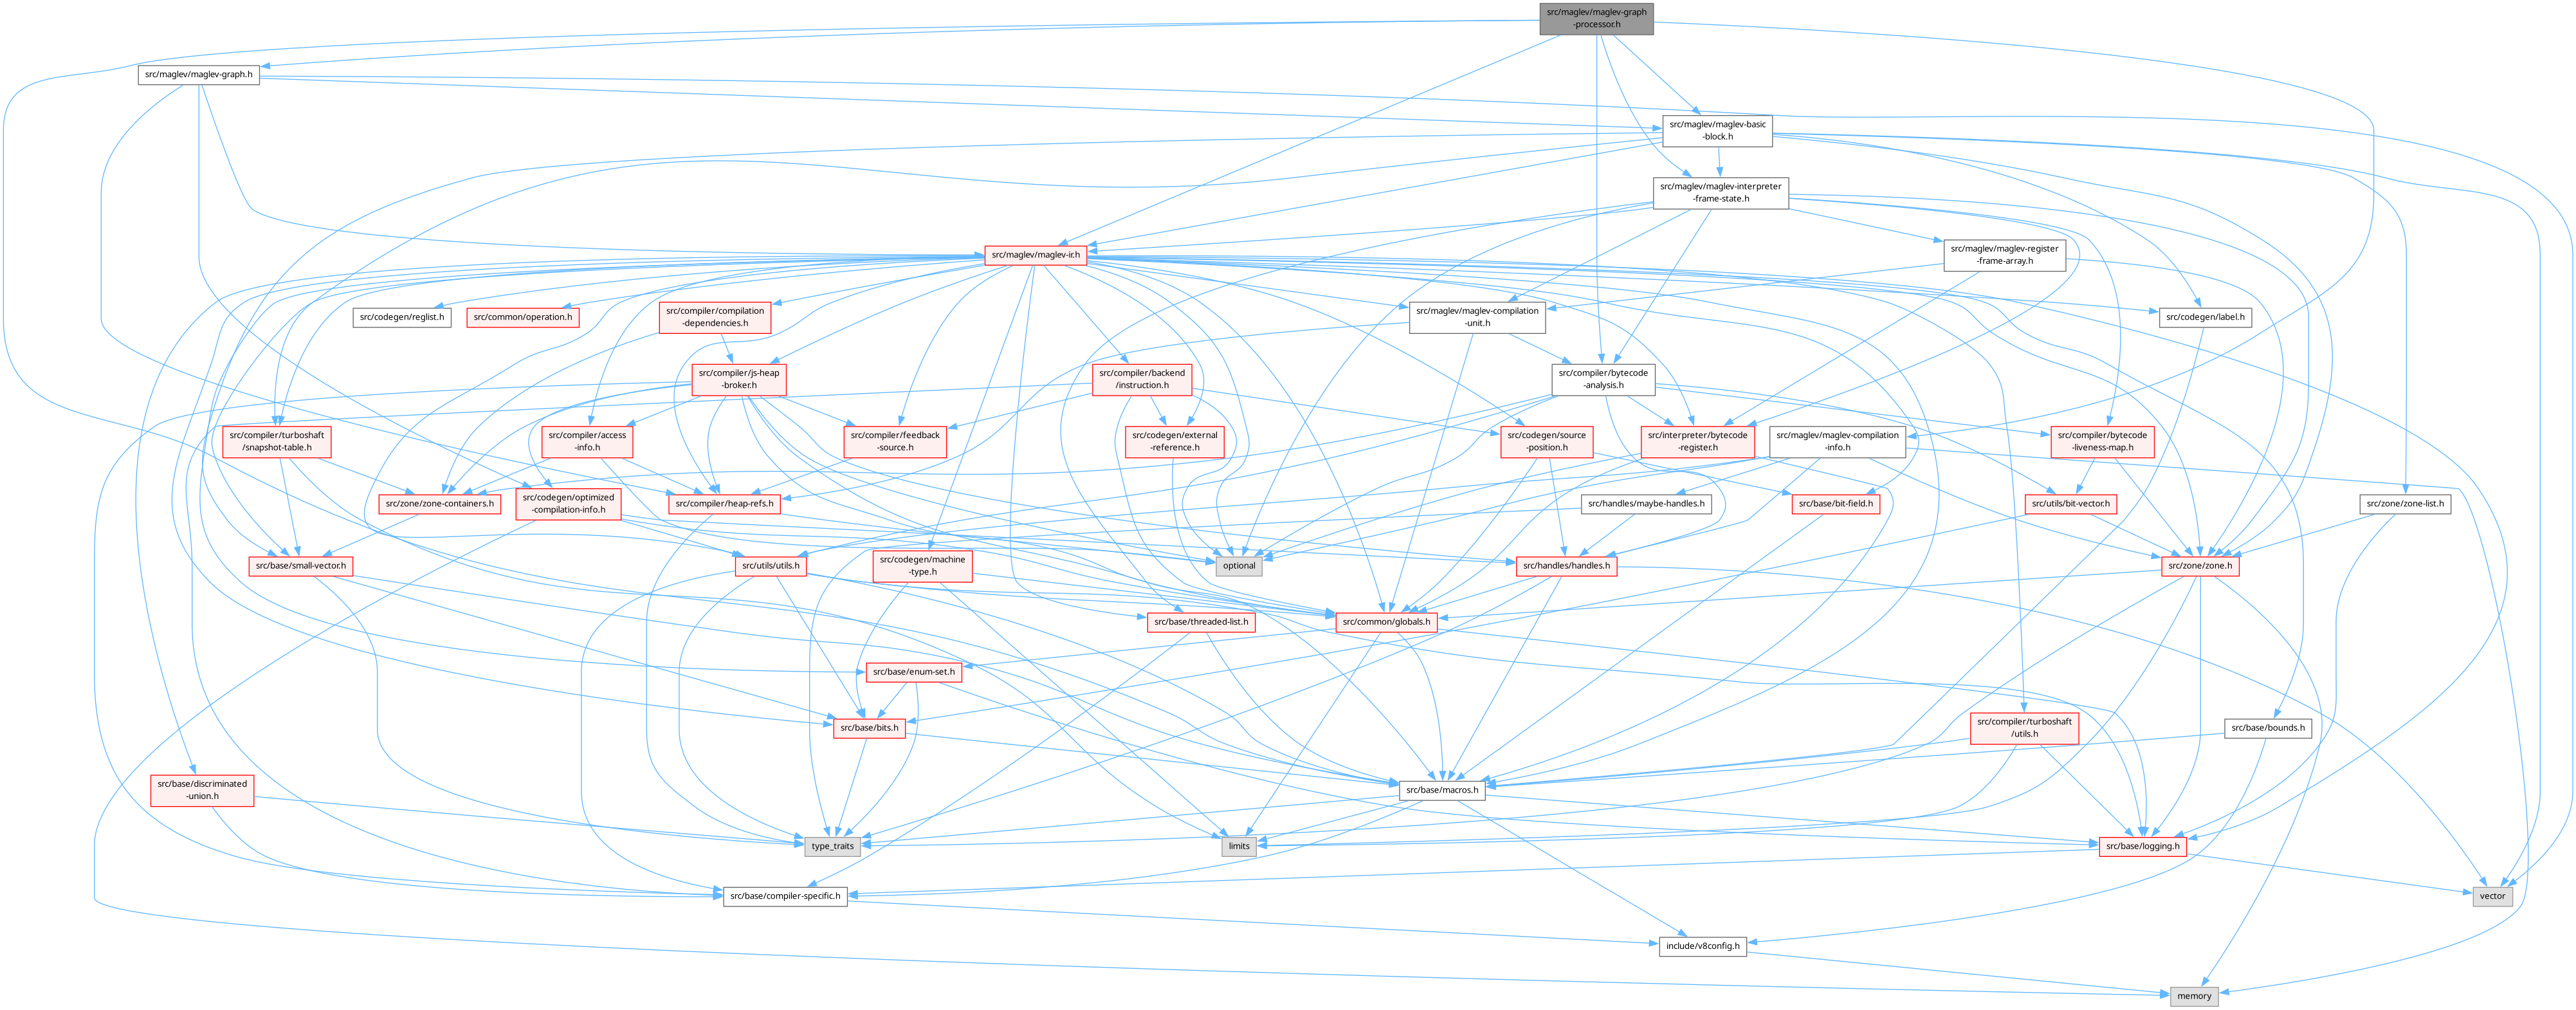 src/maglev/maglev-graph
-processor.h
src/maglev/maglev-graph.h
src/maglev/maglev-basic
-block.h
src/maglev/maglev-interpreter
-frame-state.h
src/maglev/maglev-ir.h
src/maglev/maglev-register
-frame-array.h
src/codegen/reglist.h
src/common/operation.h
src/compiler/compilation
-dependencies.h
src/maglev/maglev-compilation
-unit.h
src/codegen/label.h
src/compiler/js-heap
-broker.h
src/compiler/backend
/instruction.h
src/compiler/bytecode
-analysis.h
src/compiler/turboshaft
/snapshot-table.h
src/compiler/access
-info.h
src/compiler/feedback
-source.h
src/codegen/external
-reference.h
src/codegen/source
-position.h
src/interpreter/bytecode
-register.h
src/maglev/maglev-compilation
-info.h
src/compiler/bytecode
-liveness-map.h
src/zone/zone-containers.h
src/codegen/optimized
-compilation-info.h
src/compiler/heap-refs.h
src/handles/maybe-handles.h
src/base/bit-field.h
src/utils/bit-vector.h
src/zone/zone-list.h
src/base/small-vector.h
src/utils/utils.h
src/codegen/machine
-type.h
optional
src/handles/handles.h
src/zone/zone.h
src/base/threaded-list.h
src/common/globals.h
src/base/enum-set.h
src/base/bits.h
src/compiler/turboshaft
/utils.h
src/base/bounds.h
src/base/discriminated
-union.h
src/base/macros.h
type_traits
limits
src/base/logging.h
src/base/compiler-specific.h
vector
include/v8config.h
memory